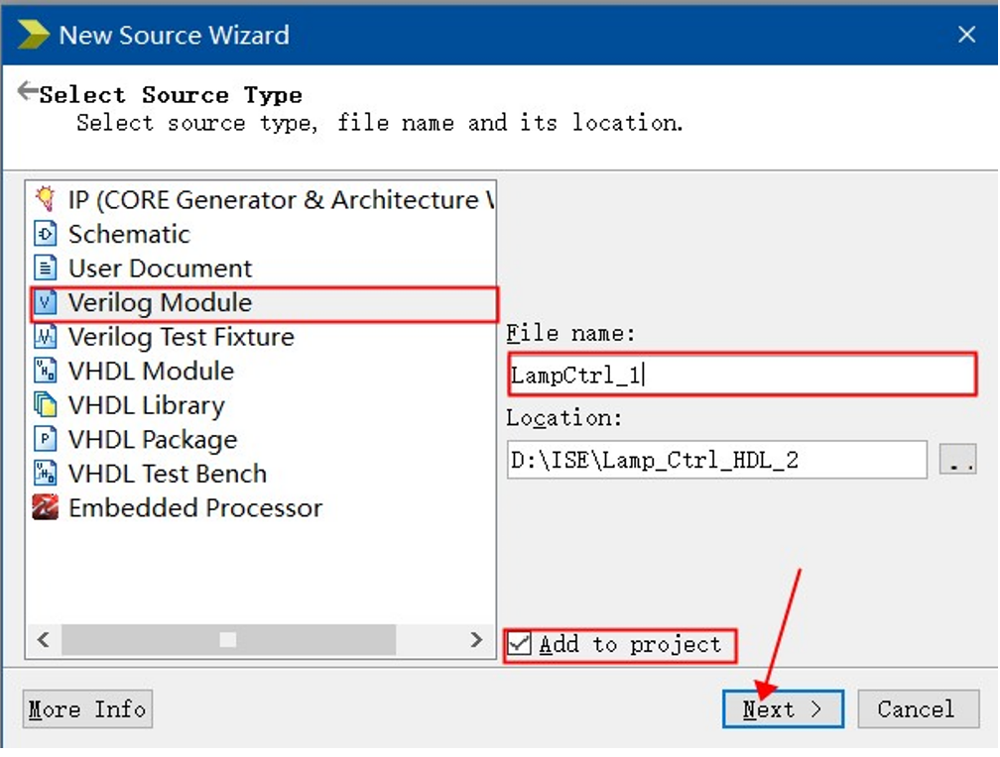 New Source Wizard
Select Source Type
Select source type, file name and its location.
IP (CORE Generator & Architecture
Schematic
User Document
Verilog Module
Verilog Test Fixture
VHDL Module
VHDL Library
VHDL Package
VHDL Test Bench
Embedded Processor
File name:
LampCtrl_1
Location:
D:\ISE\Lamp_Ctrl_HDL_2
..
Add to project
More Info
Next >
Cancel